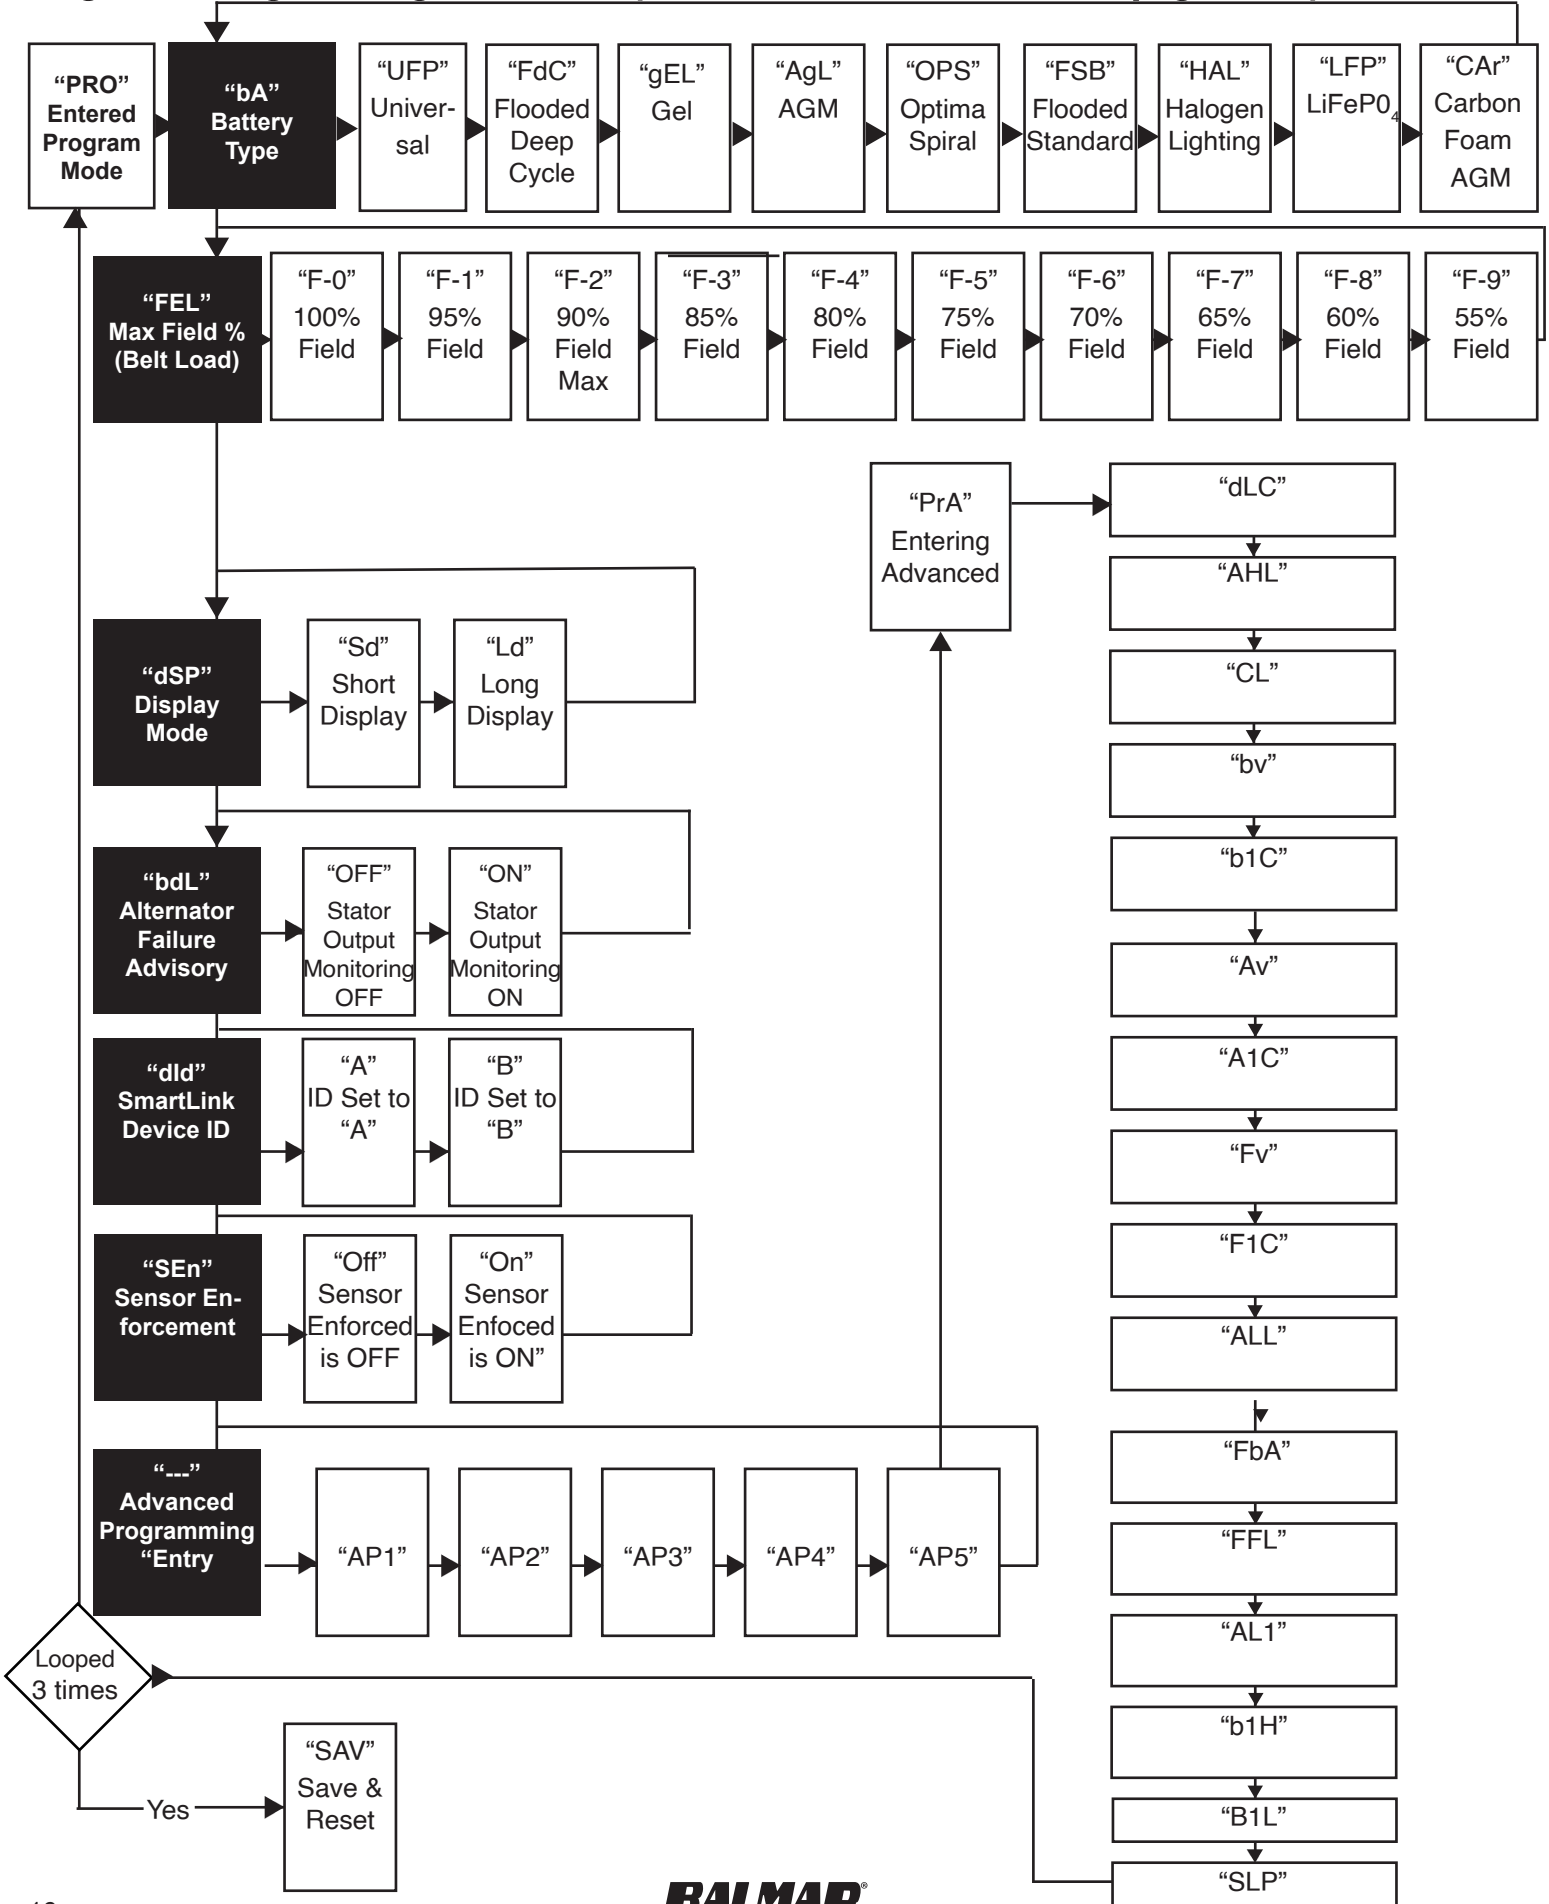 “PRO”
Entered
Program
Mode
“bA”
Battery
Type
“UFP”
Univer-
sal
“FdC”
Flooded
Deep
Cycle
“gEL”
Gel
“AgL”
AGM
“OPS”
Optima
Spiral
“FSB”
Flooded
Standard
“HAL”
Halogen
Lighting
“LFP”
LiFeP0₄
“CAr”
Carbon
Foam
AGM
“FEL”
Max Field %
(Belt Load)
“F-0”
100%
Field
“F-1”
95%
Field
“F-2”
90%
Field
Max
“F-3”
85%
Field
“F-4”
80%
Field
“F-5”
75%
Field
“F-6”
70%
Field
“F-7”
65%
Field
“F-8”
60%
Field
“F-9”
55%
Field
“PrA”
Entering
Advanced
“dLC”
“AHL”
“CL”
“bv”
“b1C”
“Av”
“A1C”
“Fv”
“F1C”
“ALL”
“FbA”
“FFL”
“AL1”
“b1H”
“B1L”
“SLP”
“dSP”
Display
Mode
“Sd”
Short
Display
“Ld”
Long
Display
“bdL”
Alternator
Failure
Advisory
“OFF”
Stator
Output
Monitoring
OFF
“ON”
Stator
Output
Monitoring
ON
“dId”
SmartLink
Device ID
“A”
ID Set to
“A”
“B”
ID Set to
“B”
“SEn”
Sensor En-
forcement
“Off”
Sensor
Enforced
is OFF
“On”
Sensor
Enfoced
is ON”
“---”
Advanced
Programming
“Entry
“AP1”
“AP2”
“AP3”
“AP4”
“AP5”
Looped
3 times
Yes
“SAV”
Save &
Reset
BALMAR®